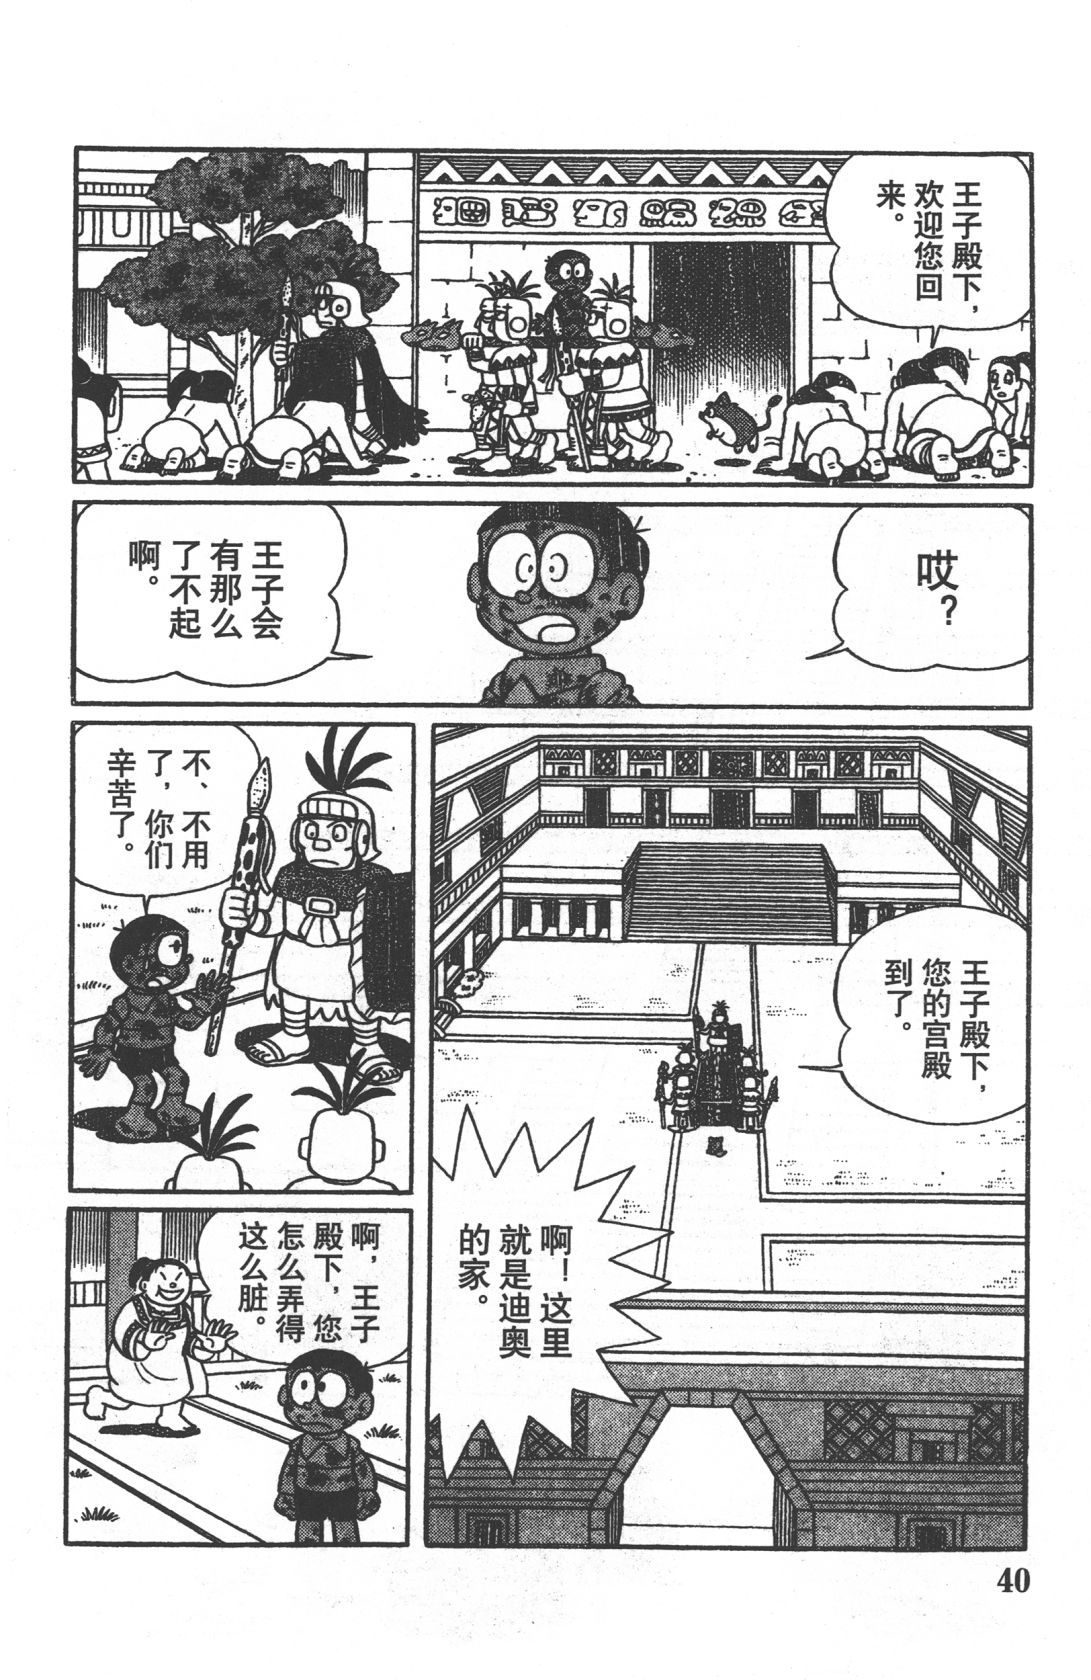 王子殿下，
欢迎您回
来。
哎？
王子会
有那么
了不起
啊。
王子殿下，
您的宫殿
到了。
啊！这里
就是迪奥
的家。
不、不用
了，你们
辛苦了。
啊，王子
殿下，您
怎么弄得
这么脏。
40